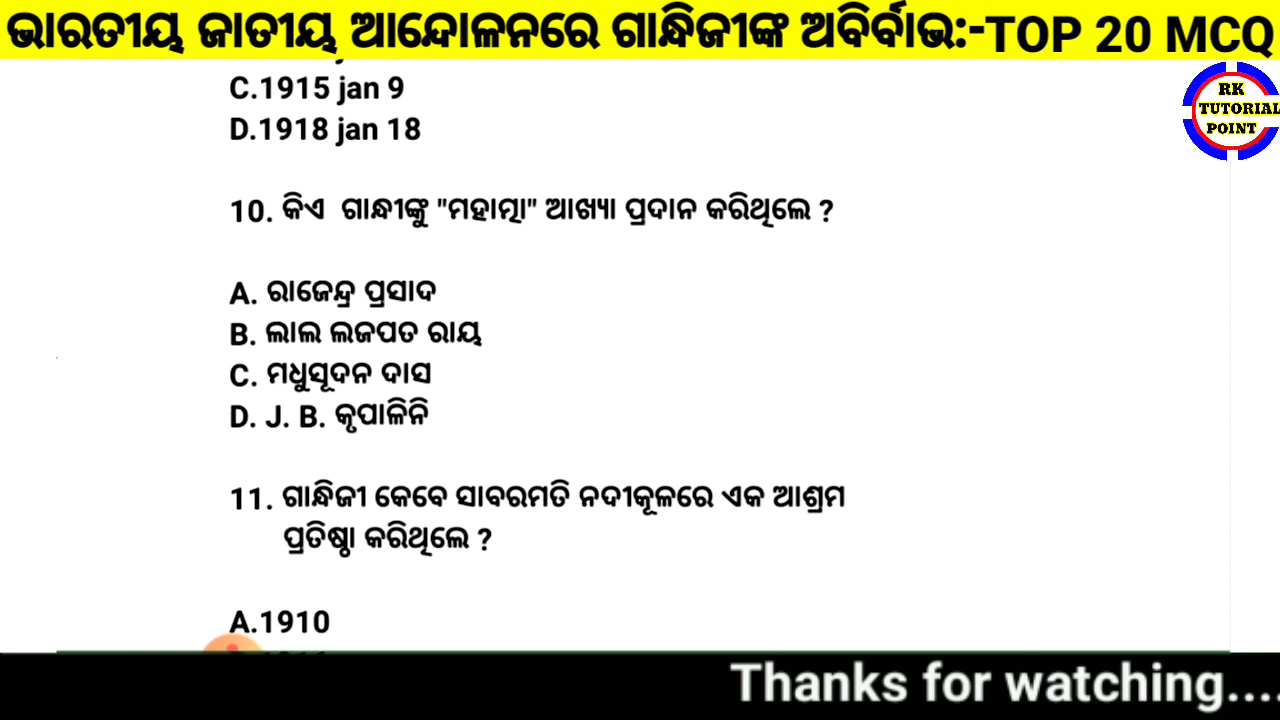 ଭାରତୀୟ ଜାତୀୟ ଆନ୍ଦୋଳନରେ ଗାନ୍ଧିଜୀଙ୍କ ଅବିର୍ବାଭ:-TOP 20 MCQ
C.1915 jan 9
D.1918 jan 18
RK
TUTORIAL
POINT
10. କିଏ ଗାନ୍ଧୀଙ୍କୁ "ମହାତ୍ମା" ଆଖ୍ୟା ପ୍ରଦାନ କରିଥିଲେ ?
A. ରାଜେନ୍ଦ୍ର ପ୍ରସାଦ
B. ଲାଲ ଲଜପତ ରାୟ
C. ମଧୁସୂଦନ ଦାସ
D. J. B. କୃପାଳିନି
11. ଗାନ୍ଧିଜୀ କେବେ ସାବରମତି ନଦୀକୂଳରେ ଏକ ଆଶ୍ରମ
ପ୍ରତିଷ୍ଠା କରିଥିଲେ ?
A.1910
Thanks for watching....